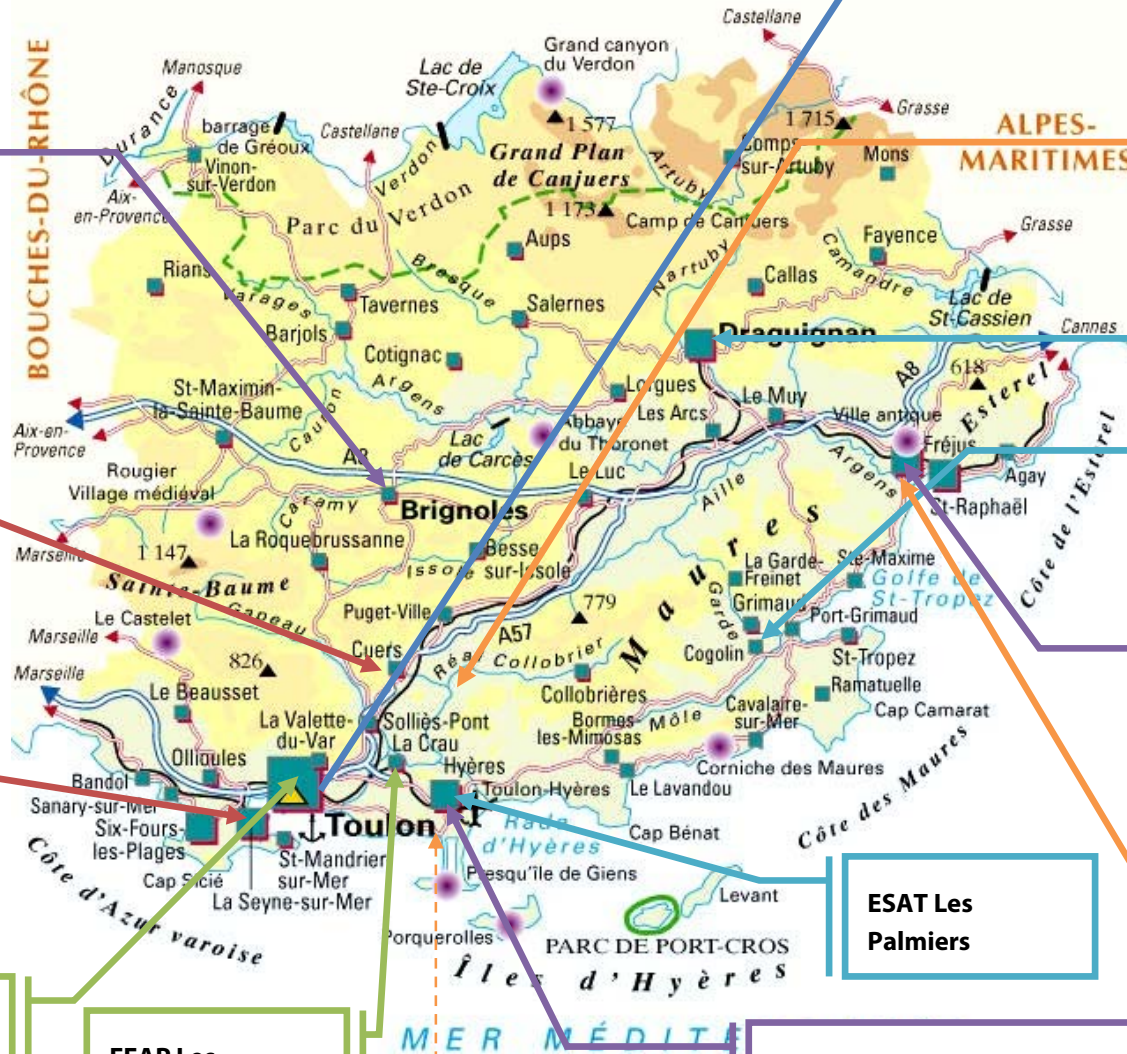 Castellane
Grand canyon
du Verdon
Lac de
Ste-Croix
Manosque
BOUCHES-DU-RHÔNE
Durance
barrage
de Gréoux
Castellane
1 577
1 715
Grasse
ALPES-
MARITIMES
Vinon-
sur-Verdon
Verdon
Grand Plan
de Canjuers
Artuby
Comps-
sur-Artuby
Mons
Aix-
en-Provence
Parc du Verdon
1 173
Camp de Canjuers
Aups
Bresque
Nartuby
Fayence
Grasse
Rians
Varages
Tavernes
Salernes
Callas
Camandre
Lac de
St-Cassien
Barjols
Cotignac
Draguignan
Cannes
St-Maximin-
la-Sainte-Baume
Argens
Lorgues
Les Arcs
Le Muy
A8
618
Esterel
Ville antique
Aix-en-
Provence
Cauron
Lac
de Carcès
Abbaye
du Thoronet
Fréjus
Rougier
Village médiéval
A8
Le Luc
Argens
Agay
St-Raphaël
Côte de l'Esterel
Caramy
Brignoles
Aille
Marseille
1 147
La Roquebrussanne
Besse-
sur-Issole
Issole
Maures
La Garde-
Freinet
Ste-Maxime
Golfe de
St-Tropez
Sainte-Baume
Gapeau
Puget-Ville
779
Garde
Grimaud
Port-Grimaud
Le Castelet
Marseille
A57
Cuers
Réal Collobrier
Cogolin
St-Tropez
Marseille
826
Collobrières
Ramatuelle
Le Beausset
La Valette-
du-Var
Solliès-Pont
Bormes-
les-Mimosas
Môle
Cavalaire-
sur-Mer
Cap Camarat
Ollioules
La Crau
Hyères
Corniche des Maures
Bandol
Toulon-Hyères
Le Lavandou
Sanary-sur-Mer
Six-Fours-
les-Plages
Toulon
Rade
d'Hyères
Cap Bénat
Côte des Maures
St-Mandrier
sur-Mer
Cap Sicié
La Seyne-sur-Mer
Presqu'île de Giens
Levant
Côte d'Azur varoise
Porquerolles
PARC DE PORT-CROS
Îles d'Hyères
ESAT Les
Palmiers
MER MÉDITE
EEAP Les